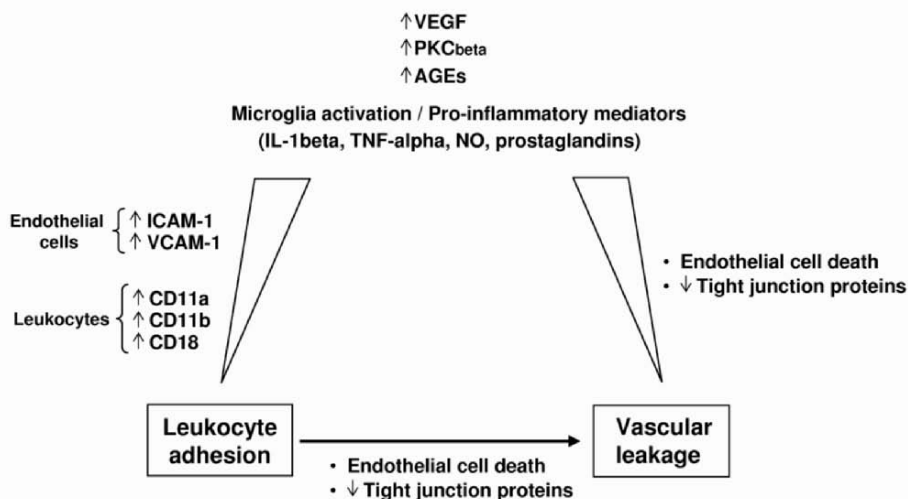 ↑VEGF
↑PKCbeta
↑AGEs
Microglia activation / Pro-inflammatory mediators
(IL-1beta, TNF-alpha, NO, prostaglandins)
Endothelial cells
↑ ICAM-1
↑ VCAM-1
Leukocytes
↑ CD11a
↑ CD11b
↑ CD18
• Endothelial cell death
• ↓ Tight junction proteins
Leukocyte
adhesion
Vascular
leakage
• Endothelial cell death
• ↓ Tight junction proteins